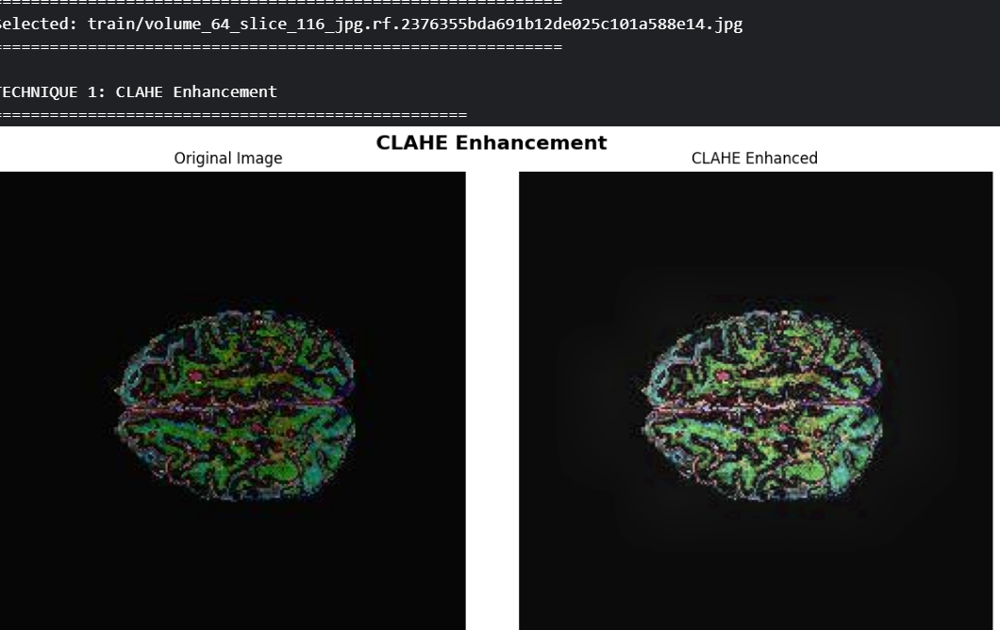 ============================================================
Selected: train/volume_64_slice_116_jpg.rf.2376355bda691b12de025c101a588e14.jpg
============================================================
TECHNIQUE 1: CLAHE Enhancement
==================================================
CLAHE Enhancement
Original Image
CLAHE Enhanced